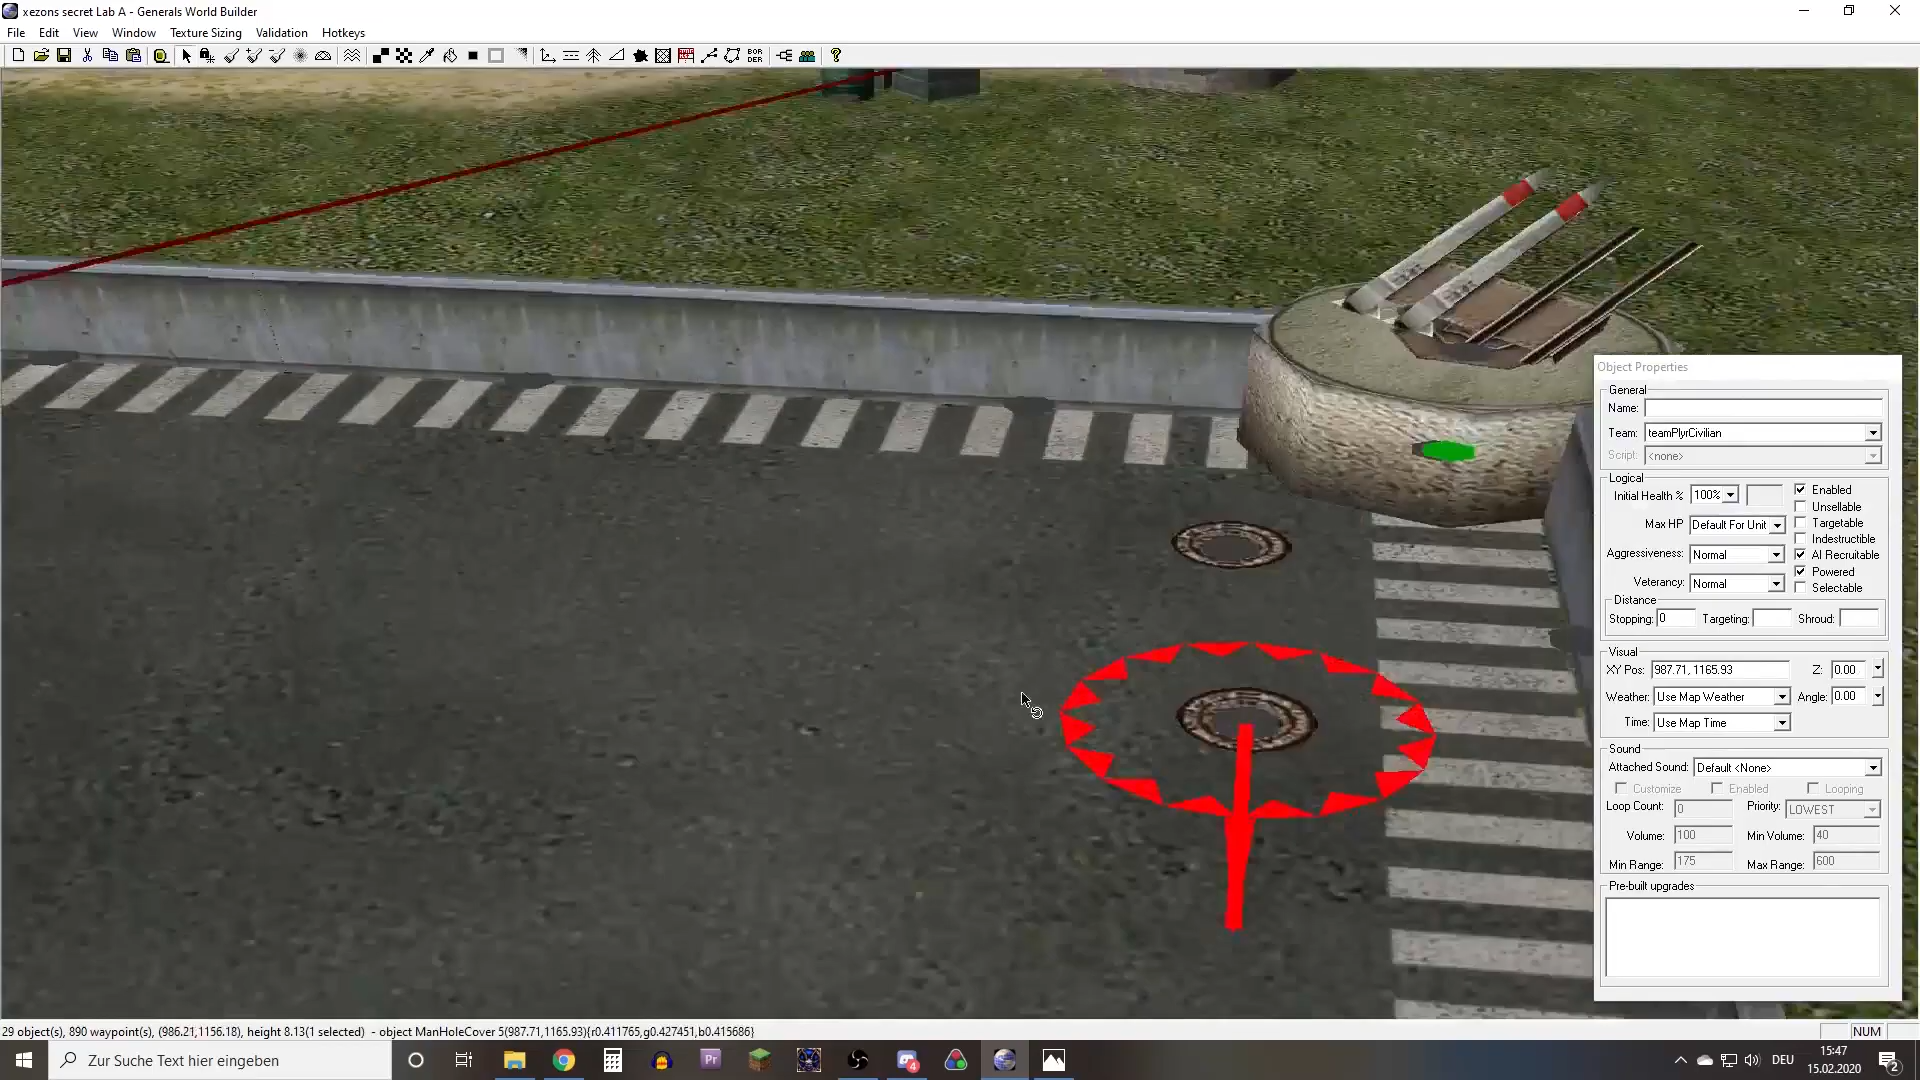 xezons secret Lab A - Generals World Builder
File Edit View Window Texture Sizing Validation Hotkeys
BOR
DER
Object Properties
General
Name:
Team: teamPlyrCivilian
Script: <none>
Logical
Initial Health % 100% Enabled
Unsellable
Max HP Default For Unit Targetable
Indestructible
Aggressiveness: Normal AI Recruitable
Powered
Veterancy: Normal Selectable
Distance
Stopping: 0 Targeting: Shroud:
Visual
XY Pos: 987.71, 1165.93 Z: 0.00
Weather: Use Map Weather Angle: 0.00
Time: Use Map Time
Sound
Attached Sound: Default <None>
Customize Enabled Looping
Loop Count: 0 Priority: LOWEST
Volume: 100 Min Volume: 40
Min Range: 175 Max Range: 600
Pre-built upgrades
29 object(s), 890 waypoint(s), (986.21,1156.18), height 8.13(1 selected) - object ManHoleCover 5(987.71,1165.93){r0.411765,g0.427451,b0.415686}
NUM
Zur Suche Text hier eingeben
Pr
4
DEU
15:47
15.02.2020
2